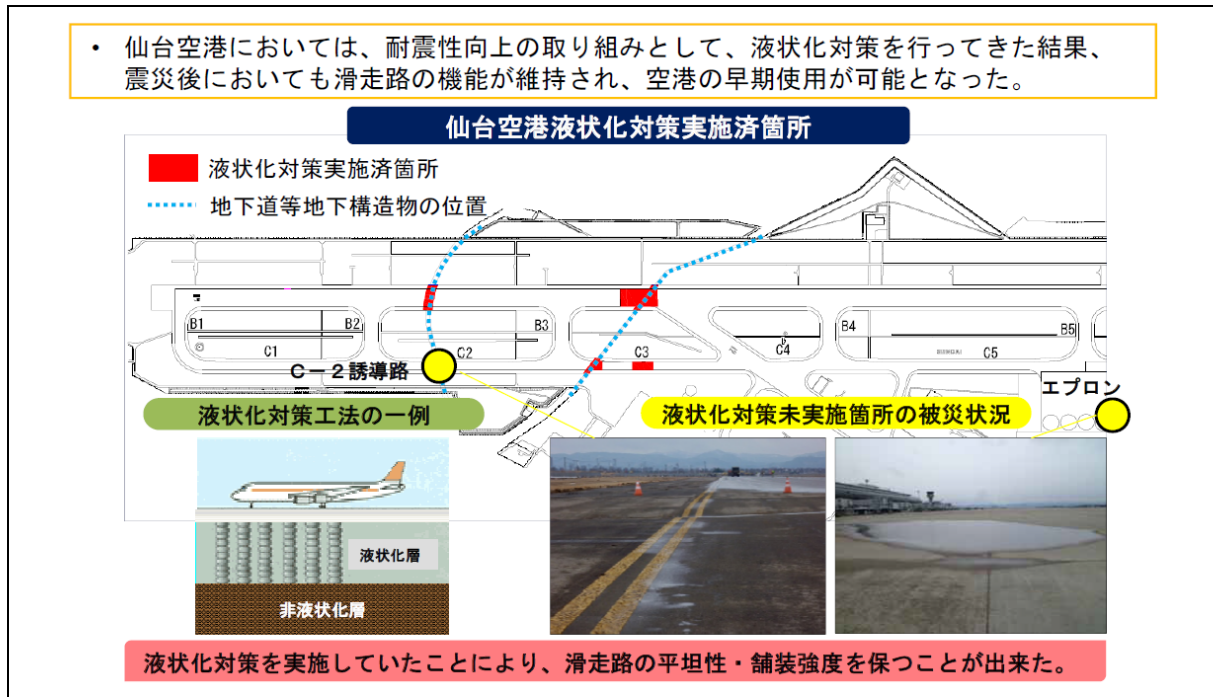 ・ 仙台空港においては、耐震性向上の取り組みとして、液状化対策を行ってきた結果、
震災後においても滑走路の機能が維持され、空港の早期使用が可能となった。
仙台空港液状化対策実施済箇所
液状化対策実施済箇所
地下道等地下構造物の位置
B1
B2
B3
B4
B5
C1
C2
C3
C4
C5
C－2誘導路
エプロン
液状化対策工法の一例
液状化対策未実施箇所の被災状況
液状化層
非液状化層
液状化対策を実施していたことにより、滑走路の平坦性・舗装強度を保つことが出来た。